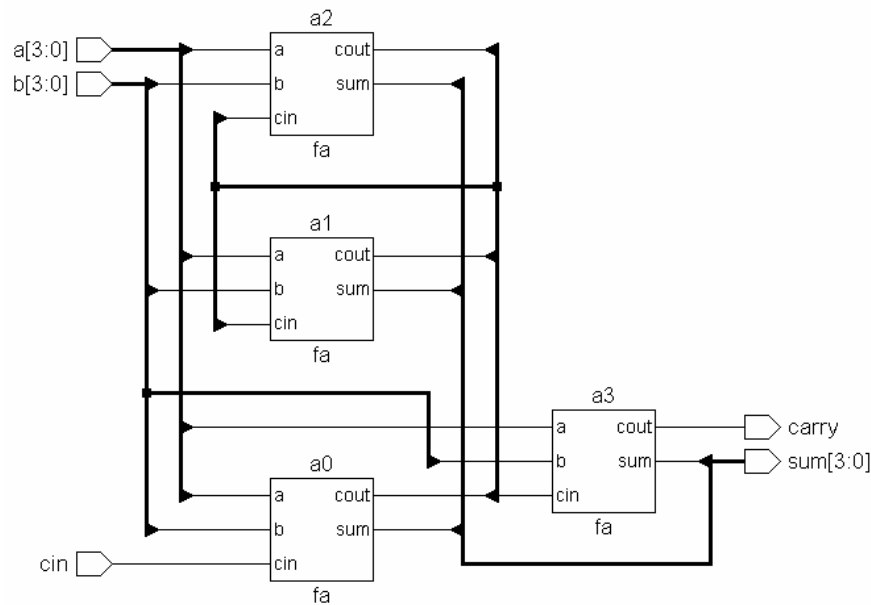 a2
a[3:0]
a cout
b[3:0]
b sum
cin
fa
a1
a cout
b sum
cin
fa
a3
a cout
carry
b sum
sum[3:0]
cin
fa
a0
a cout
b sum
cin
cin
fa